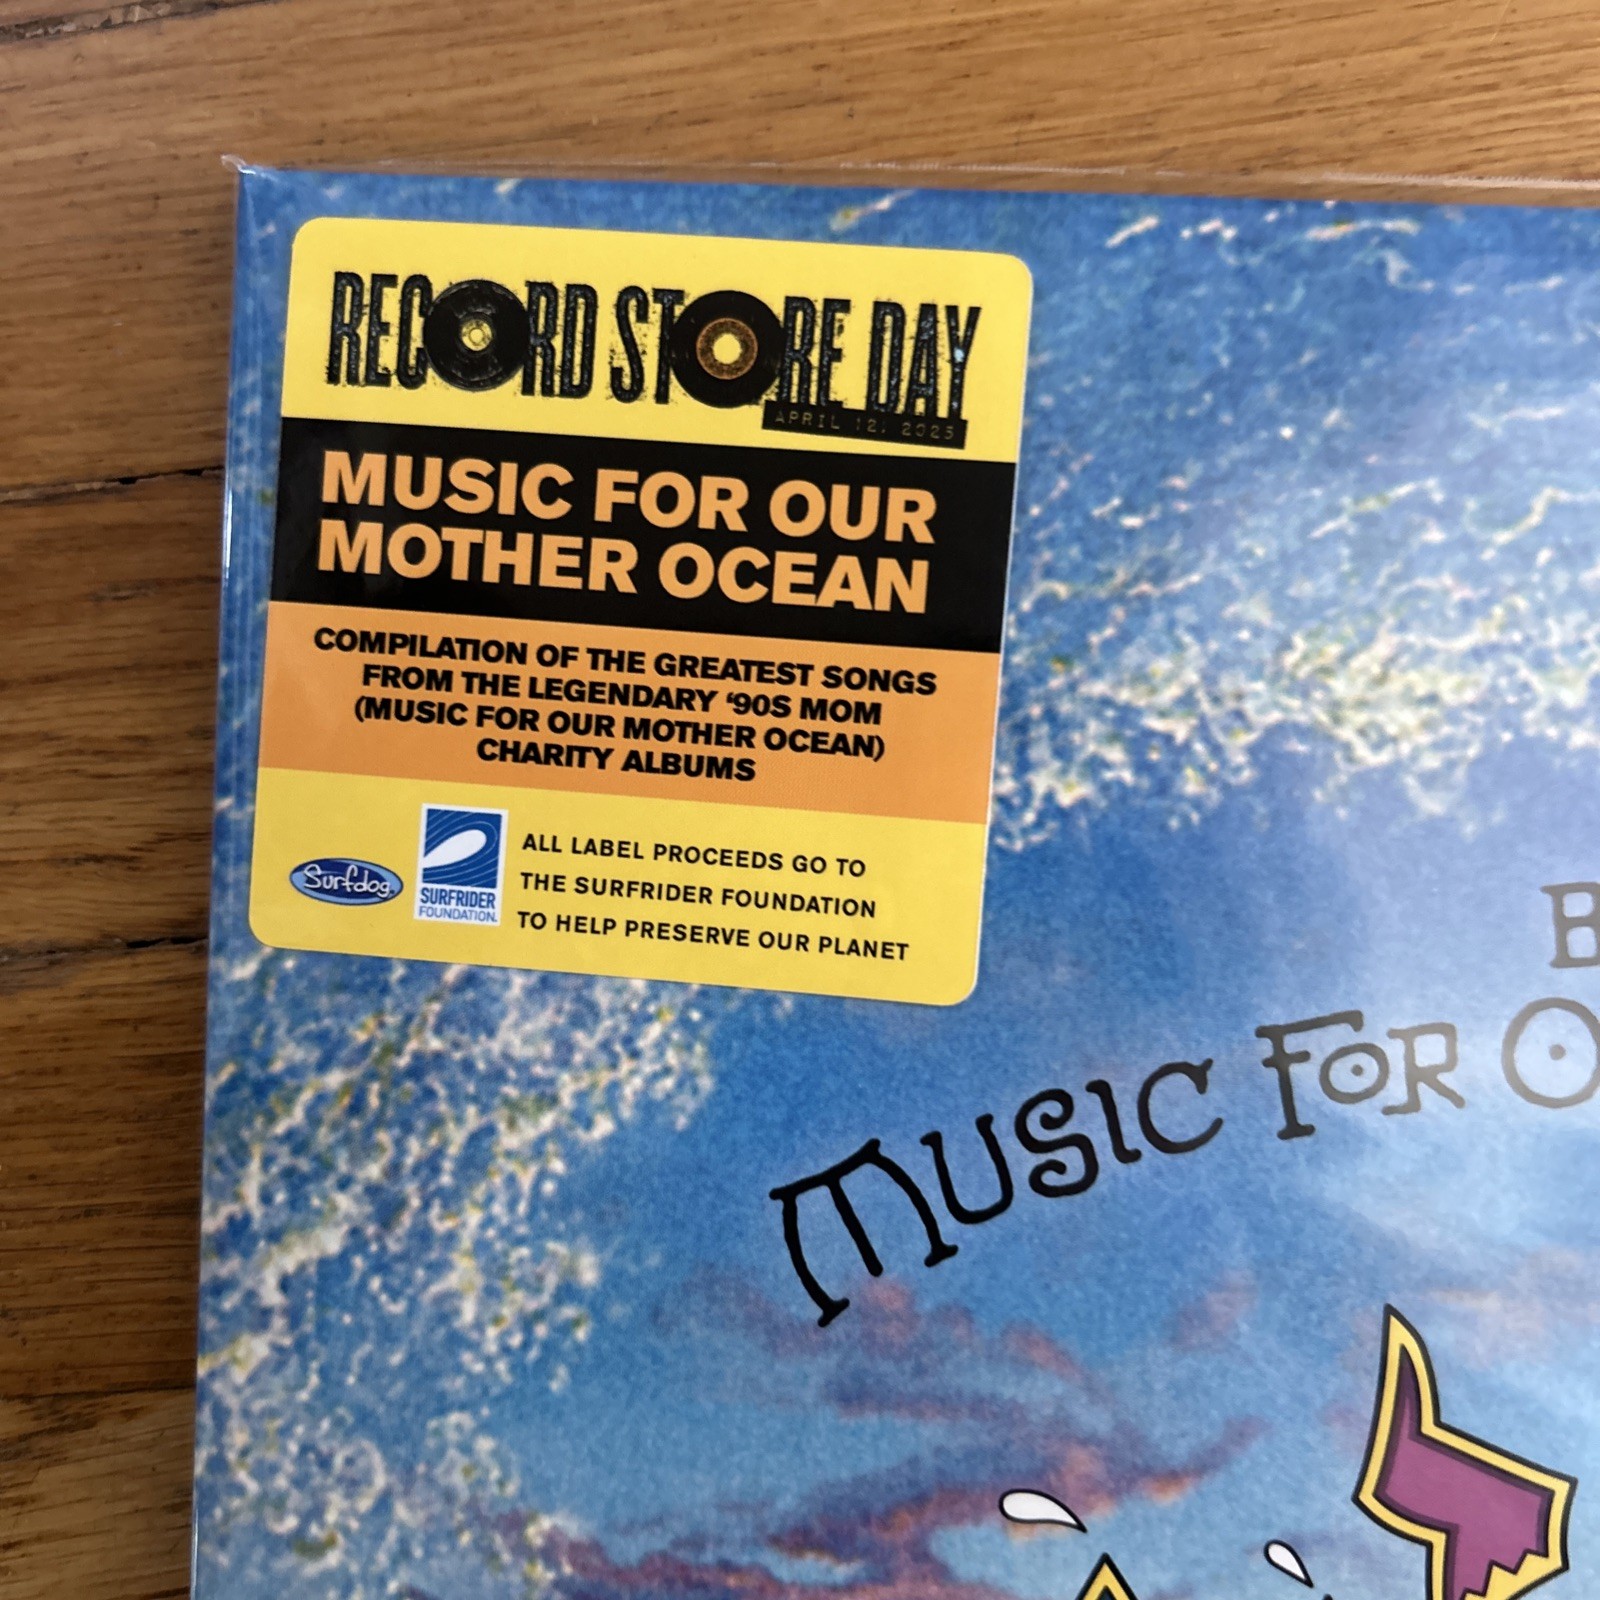 RECORD STORE DAY
APRIL 12, 2025
MUSIC FOR OUR
MOTHER OCEAN
COMPILATION OF THE GREATEST SONGS
FROM THE LEGENDARY '90S MOM
(MUSIC FOR OUR MOTHER OCEAN)
CHARITY ALBUMS
Surfdog®
SURFRIDER
FOUNDATION.
ALL LABEL PROCEEDS GO TO
THE SURFRIDER FOUNDATION
TO HELP PRESERVE OUR PLANET
MUSIC FOR